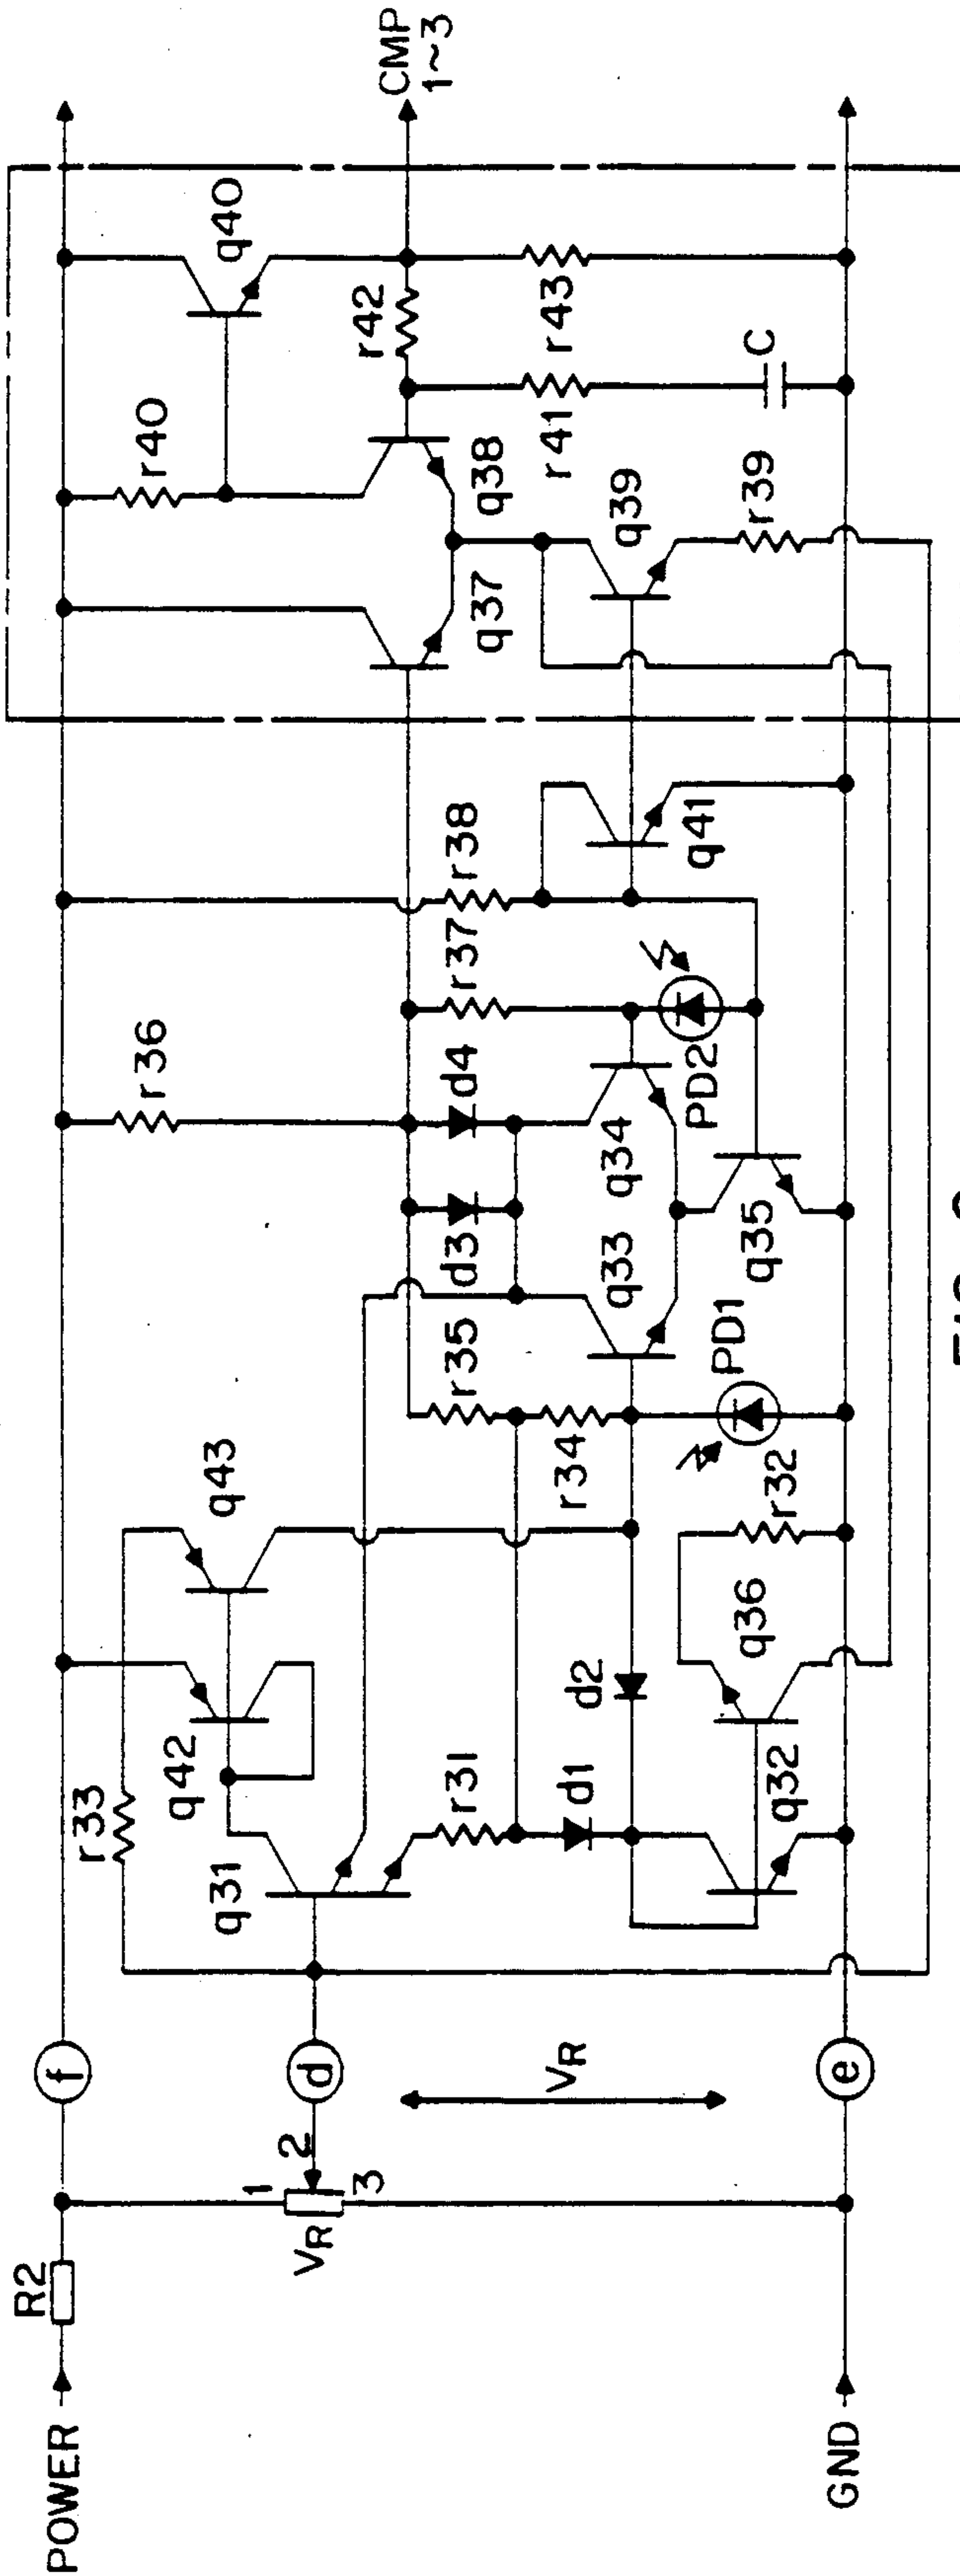 POWER
R2
f
r33
q42
q43
r36
r40
q40
CMP
1~3
VR
1
2
3
d
q31
r31
r35
d3
d4
r37
r38
q37
q38
r42
VR
d1
d2
r34
q33
q34
PD2
q41
q39
r41
r43
C
q32
q36
r32
PD1
q35
r39
GND
e